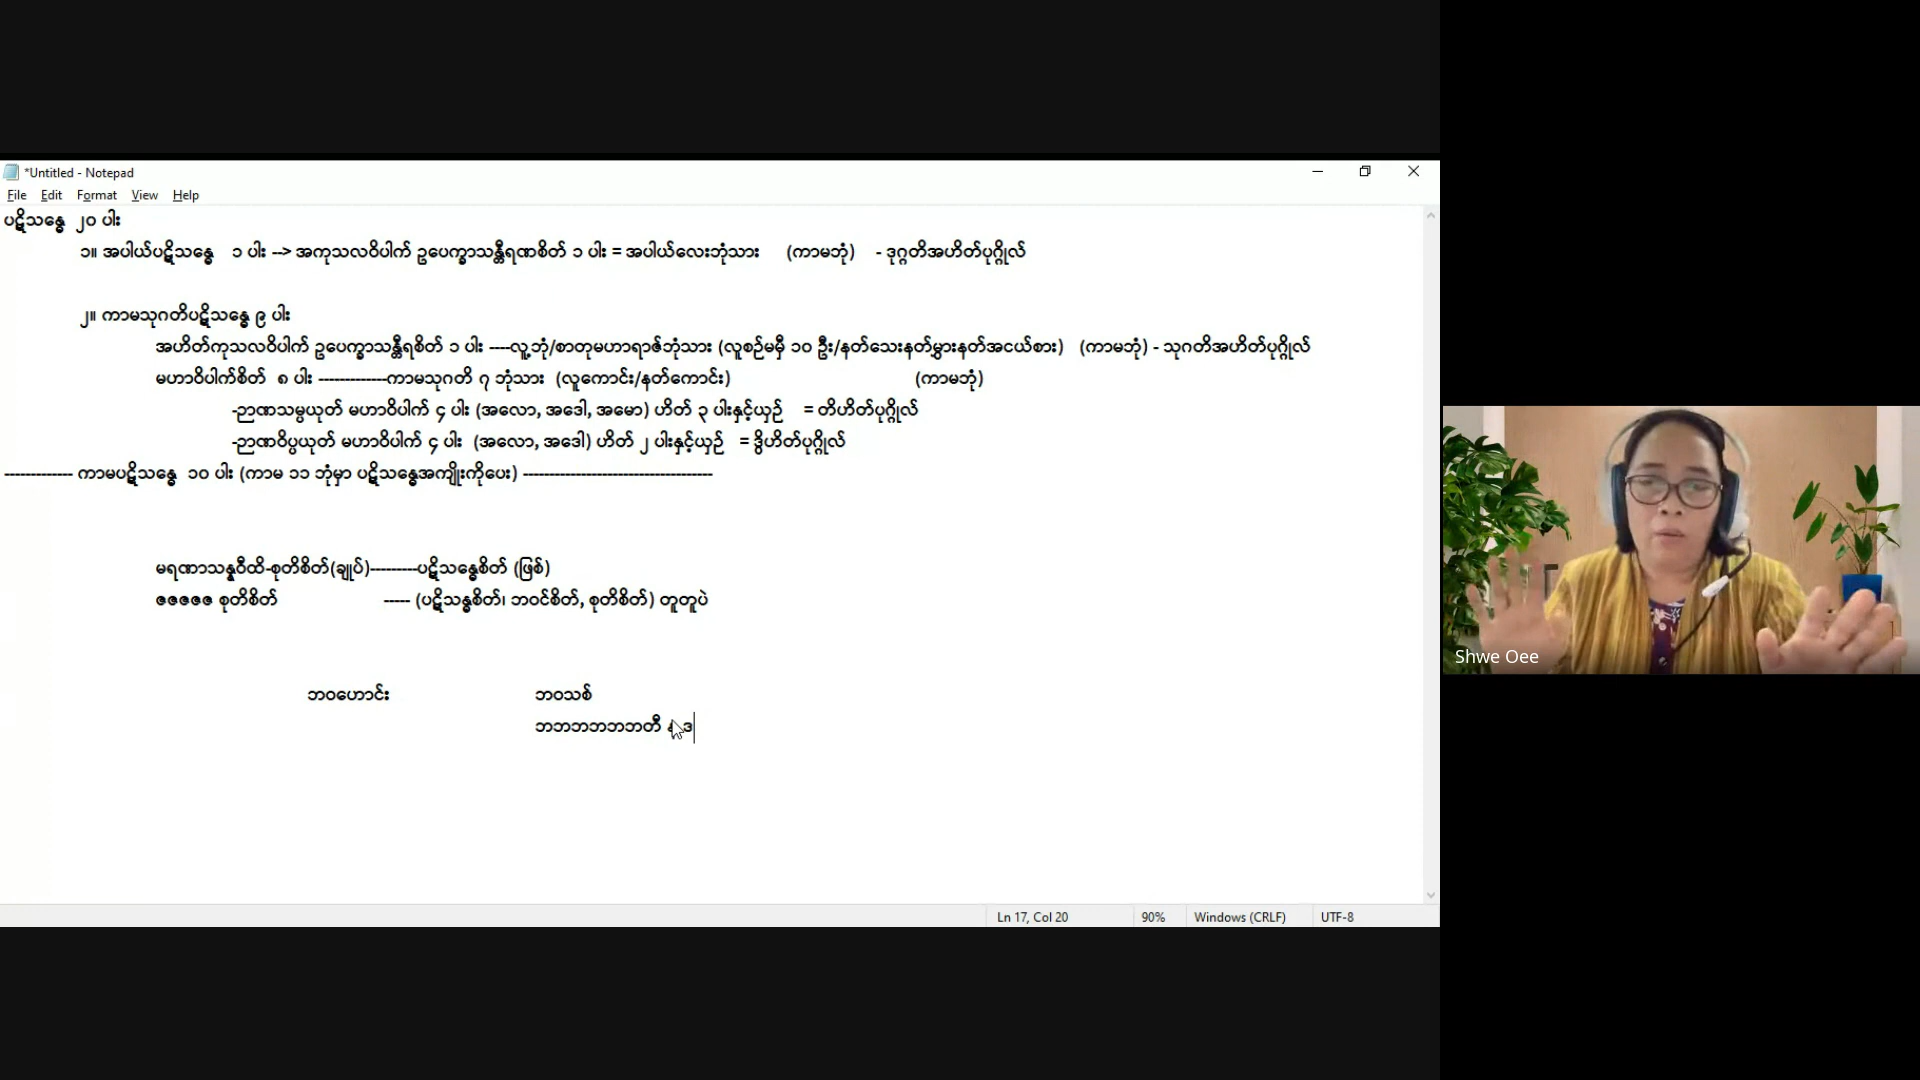 *Untitled - Notepad
File Edit Format View Help
ပဋိသန္ဓေ ၂၀ ပါး
၁။ အပါယ်ပဋိသန္ဓေ ၁ ပါး --> အကုသလဝိပါက် ဥပေက္ခာသန္တီရဏစိတ် ၁ ပါး = အပါယ်လေးဘုံသား (ကာမဘုံ) - ဒုဂ္ဂတိအဟိတ်ပုဂ္ဂိုလ်
၂။ ကာမသုဂတိပဋိသန္ဓေ ၉ ပါး
အဟိတ်ကုသလဝိပါက် ဥပေက္ခာသန္တီရစိတ် ၁ ပါး ----လူ့ဘုံ/စာတုမဟာရာဇ်ဘုံသား (လူစဉ်မမှီ ၁၀ ဦး/နတ်သေးနတ်မွှားနတ်အငယ်စား) (ကာမဘုံ) - သုဂတိအဟိတ်ပုဂ္ဂိုလ်
မဟာဝိပါက်စိတ် ၈ ပါး -------------ကာမသုဂတိ ၇ ဘုံသား (လူကောင်း/နတ်ကောင်း) (ကာမဘုံ)
-ဉာဏသမ္ပယုတ် မဟာဝိပါက် ၄ ပါး (အလော, အဒေါ, အမော) ဟိတ် ၃ ပါးနှင့်ယှဉ် = တိဟိတ်ပုဂ္ဂိုလ်
-ဉာဏဝိပ္ပယုတ် မဟာဝိပါက် ၄ ပါး (အလော, အဒေါ) ဟိတ် ၂ ပါးနှင့်ယှဉ် = ဒွိဟိတ်ပုဂ္ဂိုလ်
------------- ကာမပဋိသန္ဓေ ၁၀ ပါး (ကာမ ၁၁ ဘုံမှာ ပဋိသန္ဓေအကျိုးကိုပေး) ------------------------------------
မရဏာသန္နဝီထိ-စုတိစိတ်(ချုပ်)---------ပဋိသန္ဓေစိတ် (ဖြစ်)
ဇဇဇဇဇ စုတိစိတ် ----- (ပဋိသန္ဓစိတ်၊ ဘဝင်စိတ်, စုတိစိတ်) တူတူပဲ
ဘဝဟောင်း ဘဝသစ်
ဘဘဘဘဘဘတီ
Ln 17, Col 20 90% Windows (CRLF) UTF-8
Shwe Oee